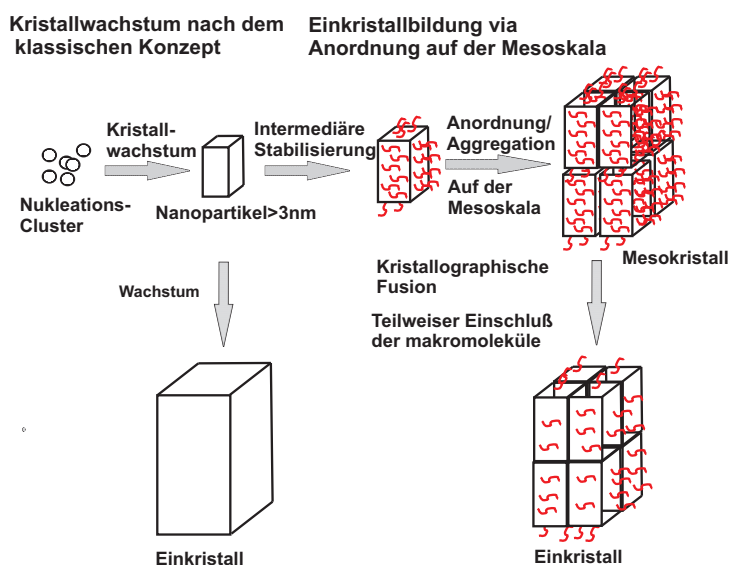 Kristallwachstum nach dem
klassischen Konzept
Einkristallbildung via
Anordnung auf der Mesoskala
Kristall-
wachstum
Nukleations-
Cluster
Nanopartikel>3nm
Intermediäre
Stabilisierung
Anordnung/
Aggregation
Auf der
Mesoskala
Mesokristall
Wachstum
Kristallographische
Fusion
Teilweiser Einschluß
der makromoleküle
Einkristall
Einkristall